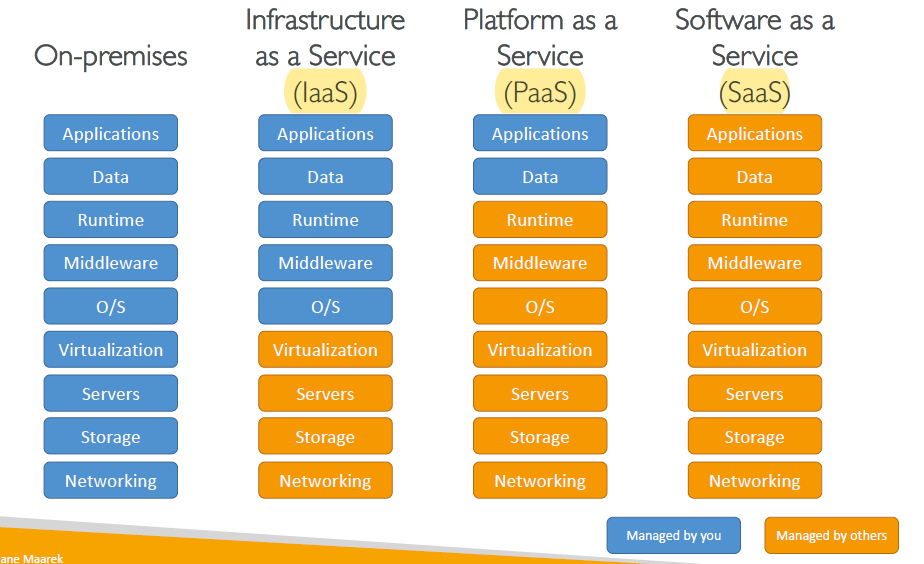 On-premises
Infrastructure
as a Service
(IaaS)
Platform as a
Service
(PaaS)
Software as a
Service
(SaaS)
Applications
Data
Runtime
Middleware
O/S
Virtualization
Servers
Storage
Networking
Applications
Data
Runtime
Middleware
O/S
Virtualization
Servers
Storage
Networking
Applications
Data
Runtime
Middleware
O/S
Virtualization
Servers
Storage
Networking
Applications
Data
Runtime
Middleware
O/S
Virtualization
Servers
Storage
Networking
Managed by you
Managed by others
ane Maarek